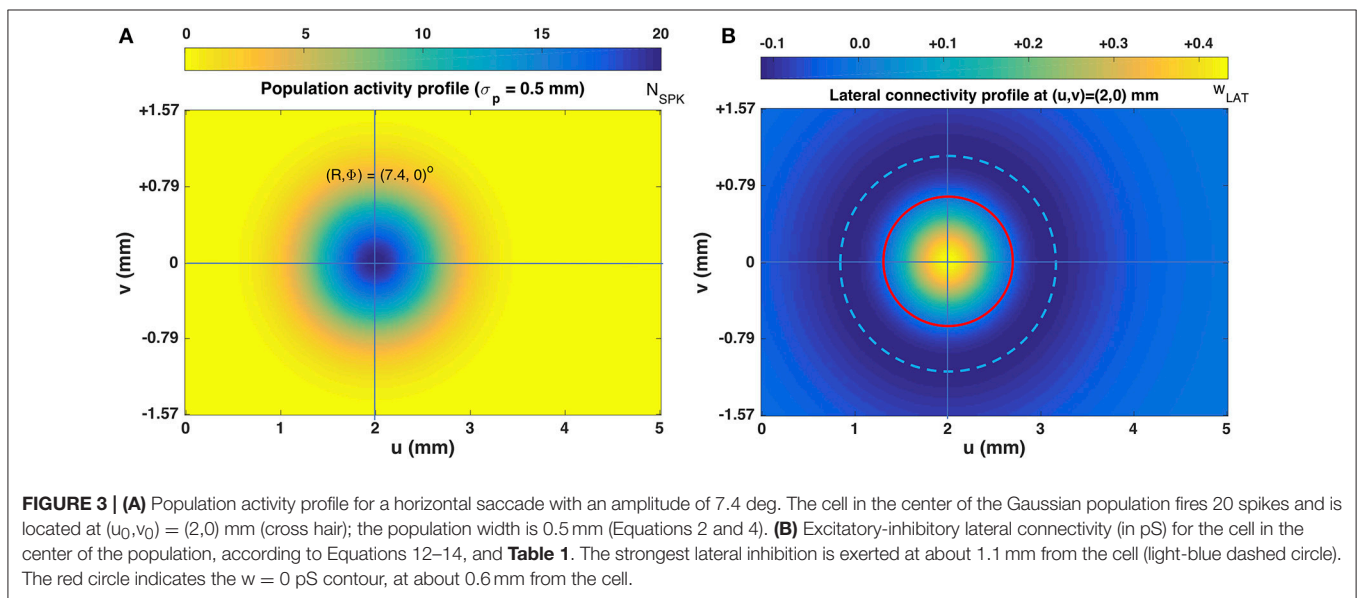 A
0 5 10 15 20
Population activity profile (σp = 0.5 mm)
NSPK
+1.57
+0.79
0
-0.79
-1.57
v (mm)
(R,Φ) = (7.4, 0)o
0 1 2 3 4 5
u (mm)
B
-0.1 0.0 +0.1 +0.2 +0.3 +0.4
Lateral connectivity profile at (u,v)=(2,0) mm
wLAT
+1.57
+0.79
0
-0.79
-1.57
v (mm)
0 1 2 3 4 5
u (mm)
FIGURE 3 | (A) Population activity profile for a horizontal saccade with an amplitude of 7.4 deg. The cell in the center of the Gaussian population fires 20 spikes and is
located at (u0,v0) = (2,0) mm (cross hair); the population width is 0.5 mm (Equations 2 and 4). (B) Excitatory-inhibitory lateral connectivity (in pS) for the cell in the
center of the population, according to Equations 12–14, and Table 1. The strongest lateral inhibition is exerted at about 1.1 mm from the cell (light-blue dashed circle).
The red circle indicates the w = 0 pS contour, at about 0.6 mm from the cell.